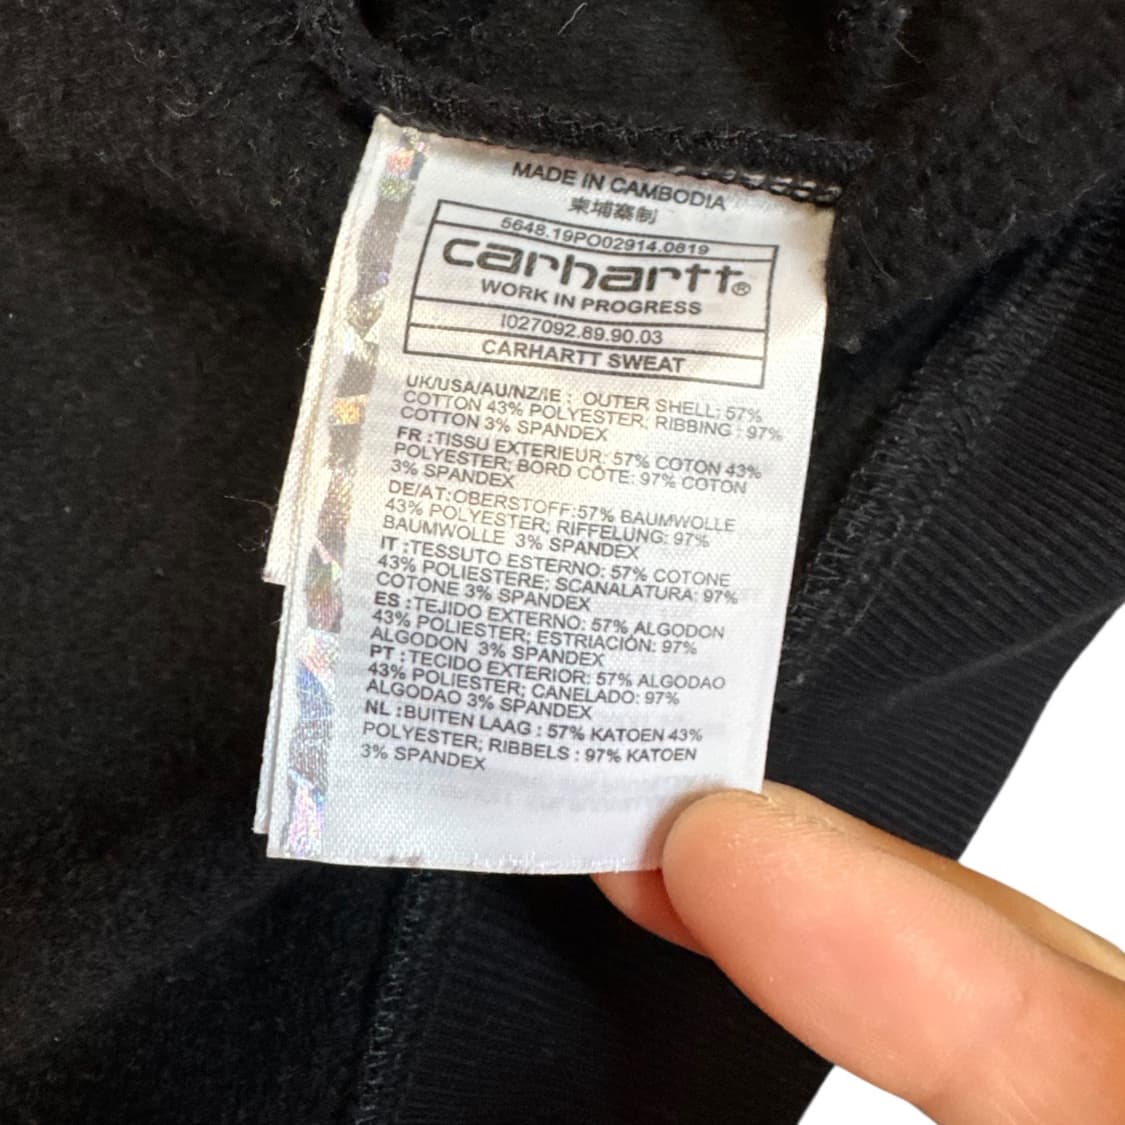 MADE IN CAMBODIA
柬埔寨制
5648.19PO02914.0819
carhartt®
WORK IN PROGRESS
I027092.89.90.03
CARHARTT SWEAT
UK/USA/AU/NZ/IE : OUTER SHELL: 57%
COTTON 43% POLYESTER; RIBBING : 97%
COTTON 3% SPANDEX
FR :TISSU EXTERIEUR: 57% COTON 43%
POLYESTER; BORD CÔTE: 97% COTON
3% SPANDEX
DE/AT:OBERSTOFF:57% BAUMWOLLE
43% POLYESTER; RIFFELUNG: 97%
BAUMWOLLE 3% SPANDEX
IT :TESSUTO ESTERNO: 57% COTONE
43% POLIESTERE; SCANALATURA: 97%
COTONE 3% SPANDEX
ES :TEJIDO EXTERNO: 57% ALGODON
43% POLIESTER; ESTRIACIÓN: 97%
ALGODON 3% SPANDEX
PT :TECIDO EXTERIOR: 57% ALGODAO
43% POLIESTER; CANELADO: 97%
ALGODAO 3% SPANDEX
NL :BUITEN LAAG : 57% KATOEN 43%
POLYESTER; RIBBELS : 97% KATOEN
3% SPANDEX